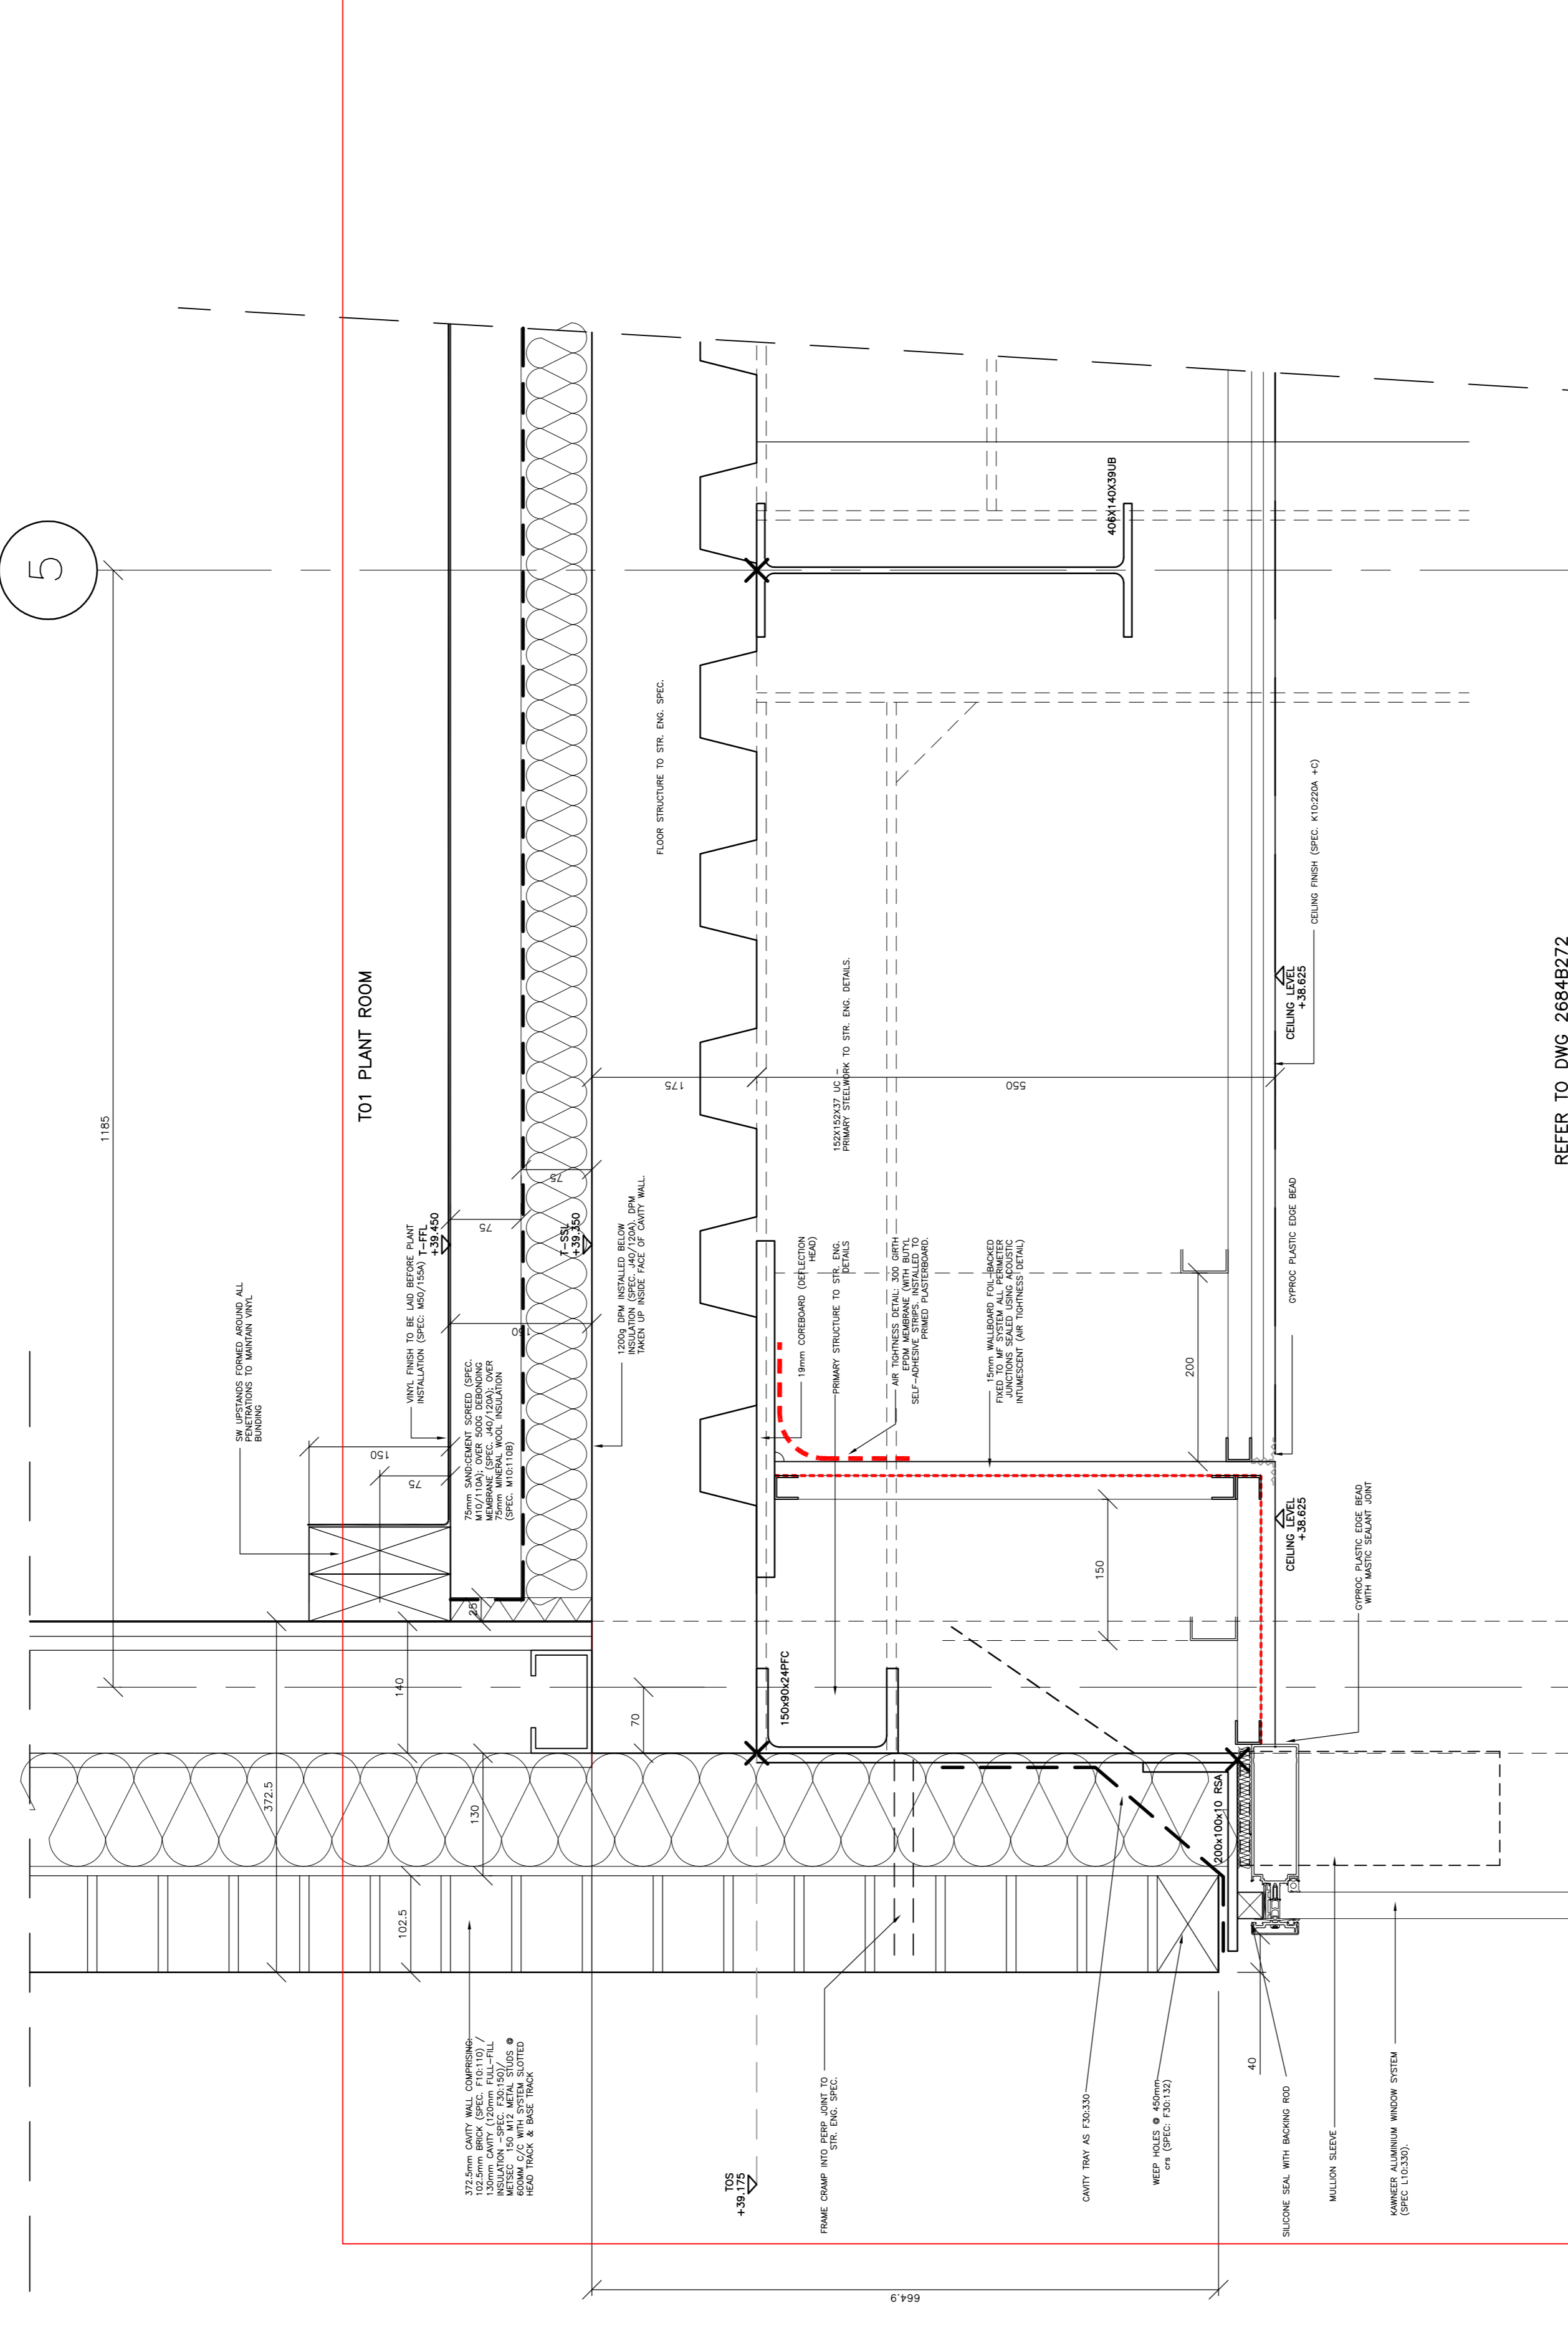 5
1185
T01 PLANT ROOM
SW UPSTANDS FORMED AROUND ALL
PENETRATIONS TO MAINTAIN VINYL
BUNDING
VINYL FINISH TO BE LAID BEFORE PLANT
INSTALLATION (SPEC: M50/155A)
T-FFL
+39.450
150
75
75
75
150
25
75mm SAND:CEMENT SCREED (SPEC.
M10/110A); OVER 500G DEBONDING
MEMBRANE (SPEC. J40/120A); OVER
75mm MINERAL WOOL INSULATION
(SPEC. M10:110B)
T-SSL
+39.350
1200g DPM INSTALLED BELOW
INSULATION (SPEC. J40/120A). DPM
TAKEN UP INSIDE FACE OF CAVITY WALL.
FLOOR STRUCTURE TO STR. ENG. SPEC.
175
550
372.5
140
70
130
102.5
372.5mm CAVITY WALL COMPRISING:
102.5mm BRICK (SPEC. F10:110) /
130mm CAVITY (120mm FULL-FILL
INSULATION -SPEC. F30:150)/
METSEC 150 M12 METAL STUDS @
600MM C/C WITH SYSTEM SLOTTED
HEAD TRACK & BASE TRACK
TOS
+39.175
150x90x24PFC
19mm COREBOARD (DEFLECTION
HEAD)
PRIMARY STRUCTURE TO STR. ENG.
DETAILS
152X152X37 UC -
PRIMARY STEELWORK TO STR. ENG. DETAILS.
AIR TIGHTNESS DETAIL: 300 GIRTH
EPDM MEMBRANE (WITH BUTYL
SELF-ADHESIVE STRIPS. INSTALLED TO
PRIMED PLASTERBOARD.
15mm WALLBOARD FOIL-BACKED
FIXED TO MF SYSTEM ALL PERIMETER
JUNCTIONS SEALED USING ACOUSTIC
INTUMESCENT (AIR TIGHTNESS DETAIL)
406X140X39UB
FRAME CRAMP INTO PERP JOINT TO
STR. ENG. SPEC.
CAVITY TRAY AS F30:330
WEEP HOLES @ 450mm
crs (SPEC: F30:132)
200x100x10 RSA
200
150
40
664.9
CEILING LEVEL
+38.625
CEILING LEVEL
+38.625
GYPROC PLASTIC EDGE BEAD
CEILING FINISH (SPEC. K10:220A +C)
GYPROC PLASTIC EDGE BEAD
WITH MASTIC SEALANT JOINT
SILICONE SEAL WITH BACKING ROD
MULLION SLEEVE
KAWNEER ALUMINIUM WINDOW SYSTEM
(SPEC L10:330).
REFER TO DWG 2684B272